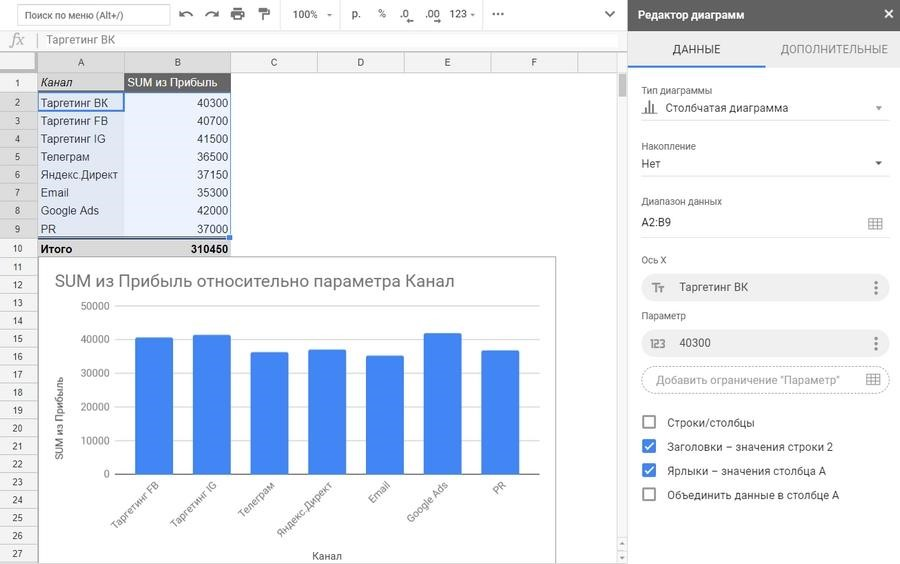 Поиск по меню (Alt+/) 100% р. % .0 .00 123 Редактор диаграмм
fx Таргетинг ВК
ДАННЫЕ ДОПОЛНИТЕЛЬНЫЕ
A B C D E F
1 Канал SUM из Прибыль
2 Таргетинг ВК 40300
3 Таргетинг FB 40700
4 Таргетинг IG 41500
5 Телеграм 36500
6 Яндекс.Директ 37150
7 Email 35300
8 Google Ads 42000
9 PR 37000
10 Итого 310450
11
12
13
14
15
16
17
18
19
20
21
22
23
24
25
26
27
SUM из Прибыль относительно параметра Канал
50000
40000
30000
20000
10000
0
SUM из Прибыль
Таргетинг FB
Таргетинг IG
Телеграм
Яндекс.Директ
Email
Google Ads
PR
Канал
Тип диаграммы
Столбчатая диаграмма
Накопление
Нет
Диапазон данных
A2:B9
Ось X
Тт Таргетинг ВК
Параметр
123 40300
Добавить ограничение "Параметр"
Строки/столбцы
Заголовки – значения строки 2
Ярлыки – значения столбца A
Объединить данные в столбце A